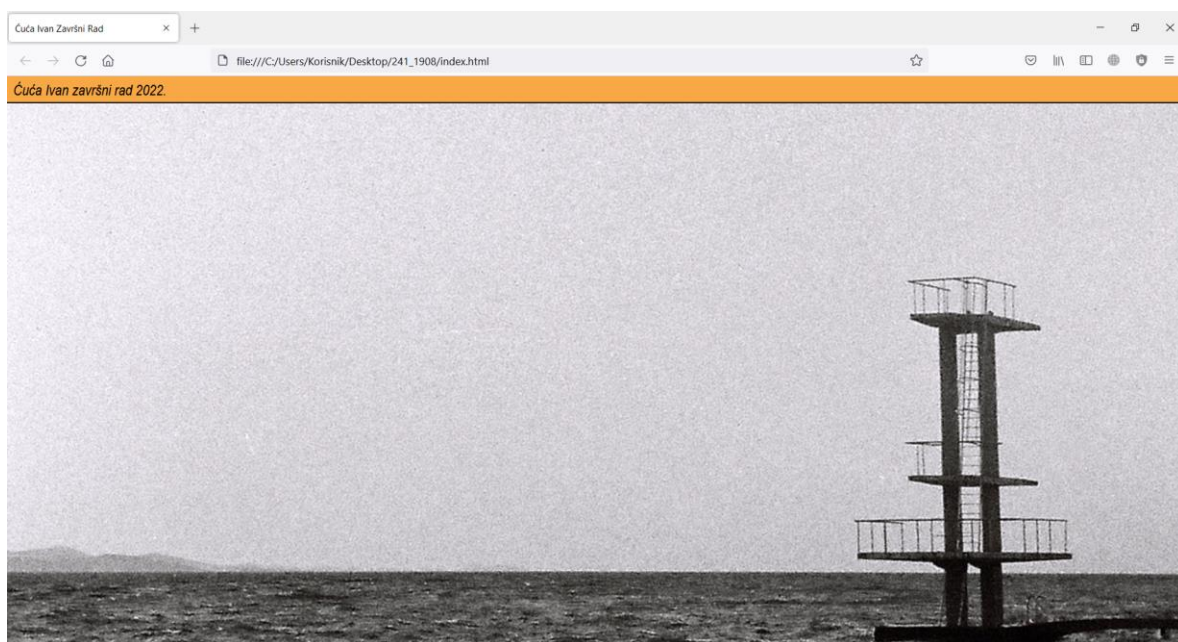 Ćuća Ivan Završni Rad
file:///C:/Users/Korisnik/Desktop/241_1908/index.html
Ćuća Ivan završni rad 2022.